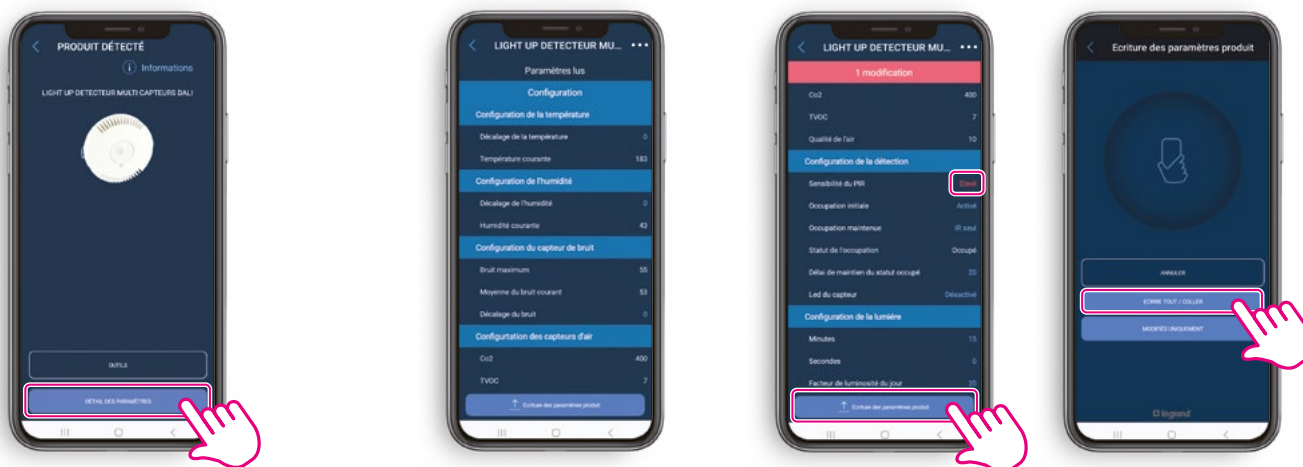 PRODUIT DÉTECTÉ
Informations
LIGHT UP DETECTEUR MULTI CAPTEURS DALI
OUTILS
DÉTAIL DES PARAMÈTRES
LIGHT UP DETECTEUR MU...
Paramètres lus
Configuration
Configuration de la température
Décalage de la température 0
Température courante 183
Configuration de l'humidité
Décalage de l'humidité 0
Humidité courante 43
Configuration du capteur de bruit
Bruit maximum 55
Moyenne du bruit courant 53
Décalage du bruit 0
Configurtation des capteurs d'air
Co2 400
TVOC 7
Ecriture des paramètres produit
LIGHT UP DETECTEUR MU...
1 modification
Co2 400
TVOC 7
Qualité de l'air 10
Configuration de la détection
Sensibilité du PIR Elevé
Occupation initiale Activé
Occupation maintenue IR seul
Statut de l'occupation Occupé
Délai de maintien du statut occupé 20
Led du capteur Désactivé
Configuration de la lumière
Minutes 15
Secondes 0
Facteur de luminosité du jour 35
Ecriture des paramètres produit
Ecriture des paramètres produit
ANNULER
ECRIRE TOUT / COLLER
MODIFIÉS UNIQUEMENT
legrand